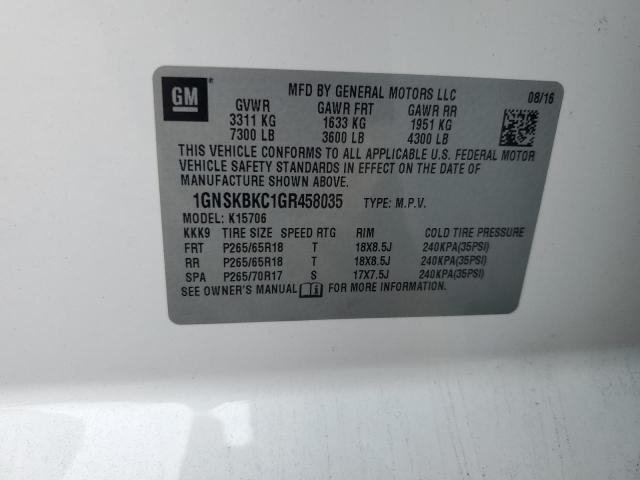 GM
MFD BY GENERAL MOTORS LLC 08/16
GVWR GAWR FRT GAWR RR
3311 KG 1633 KG 1951 KG
7300 LB 3600 LB 4300 LB
THIS VEHICLE CONFORMS TO ALL APPLICABLE U.S. FEDERAL MOTOR
VEHICLE SAFETY STANDARDS IN EFFECT ON THE DATE OF
MANUFACTURE SHOWN ABOVE.
1GNSKBKC1GR458035 TYPE: M.P.V.
MODEL: K15706
KKK9 TIRE SIZE SPEED RTG RIM COLD TIRE PRESSURE
FRT P265/65R18 T 18X8.5J 240KPA(35PSI)
RR P265/65R18 T 18X8.5J 240KPA(35PSI)
SPA P265/70R17 S 17X7.5J 240KPA(35PSI)
SEE OWNER'S MANUAL FOR MORE INFORMATION.